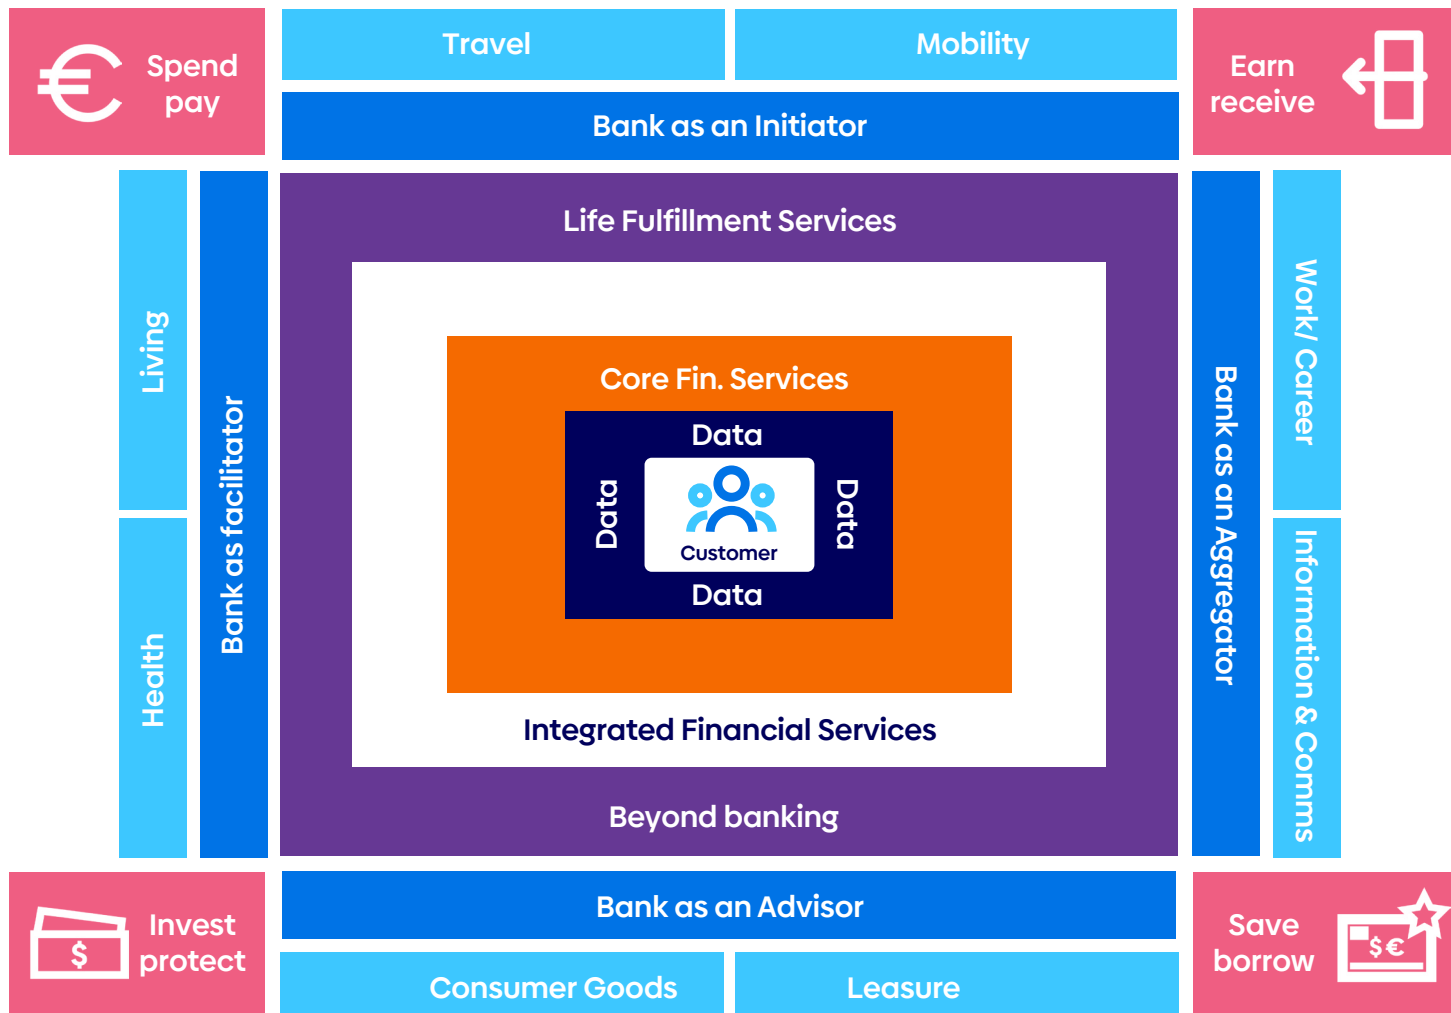 Spend
pay
Travel
Mobility
Earn
receive
Bank as an Initiator
Living
Health
Bank as facilitator
Life Fulfillment Services
Core Fin. Services
Data
Data
Customer
Data
Data
Integrated Financial Services
Beyond banking
Bank as an Aggregator
Work/ Career
Information & Comms
Invest
protect
$
Bank as an Advisor
Consumer Goods
Leasure
Save
borrow
$€